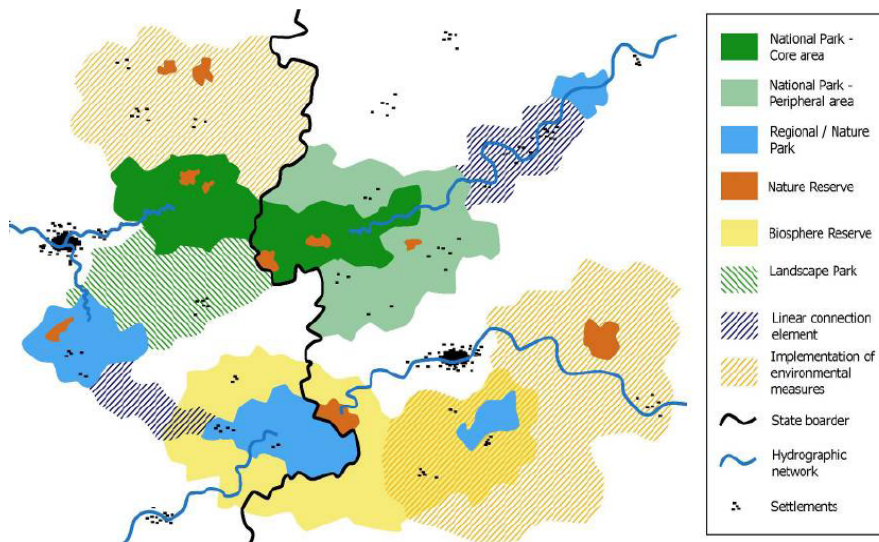 National Park -
Core area
National Park -
Peripheral area
Regional / Nature
Park
Nature Reserve
Biosphere Reserve
Landscape Park
Linear connection
element
Implementation of
environmental
measures
State boarder
Hydrographic
network
Settlements